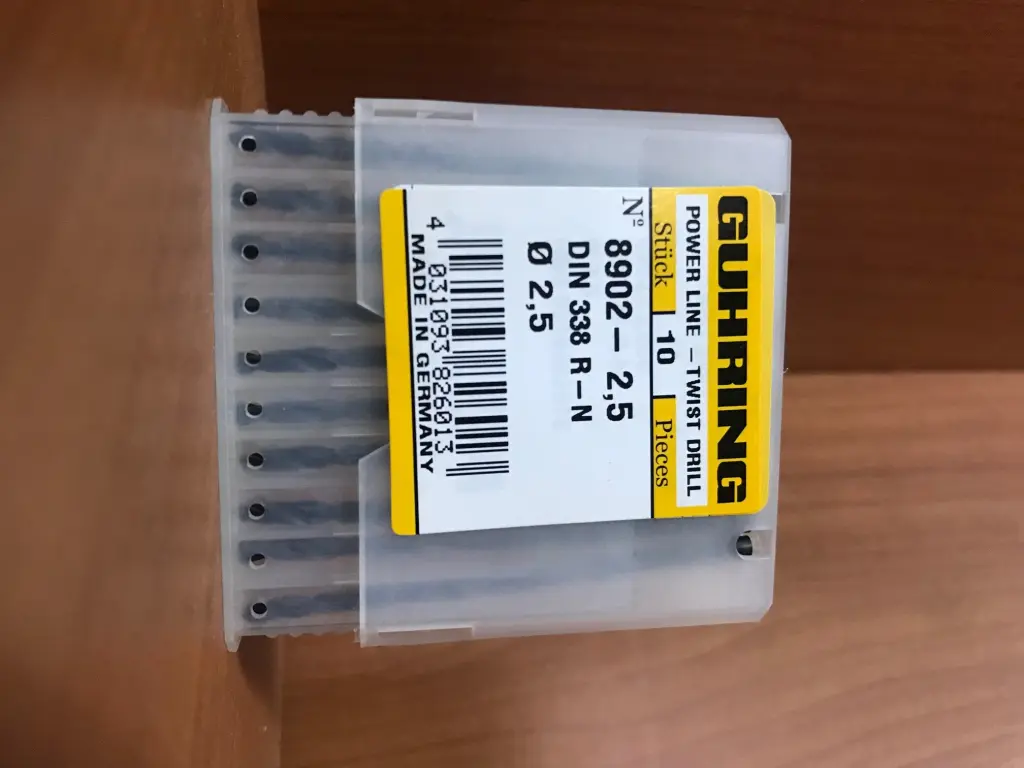 GUHRING
POWER LINE – TWIST DRILL
Stück 10 Pieces
Nº 8902 – 2,5
DIN 338 R – N
Ø 2,5
4 031093 826013
MADE IN GERMANY